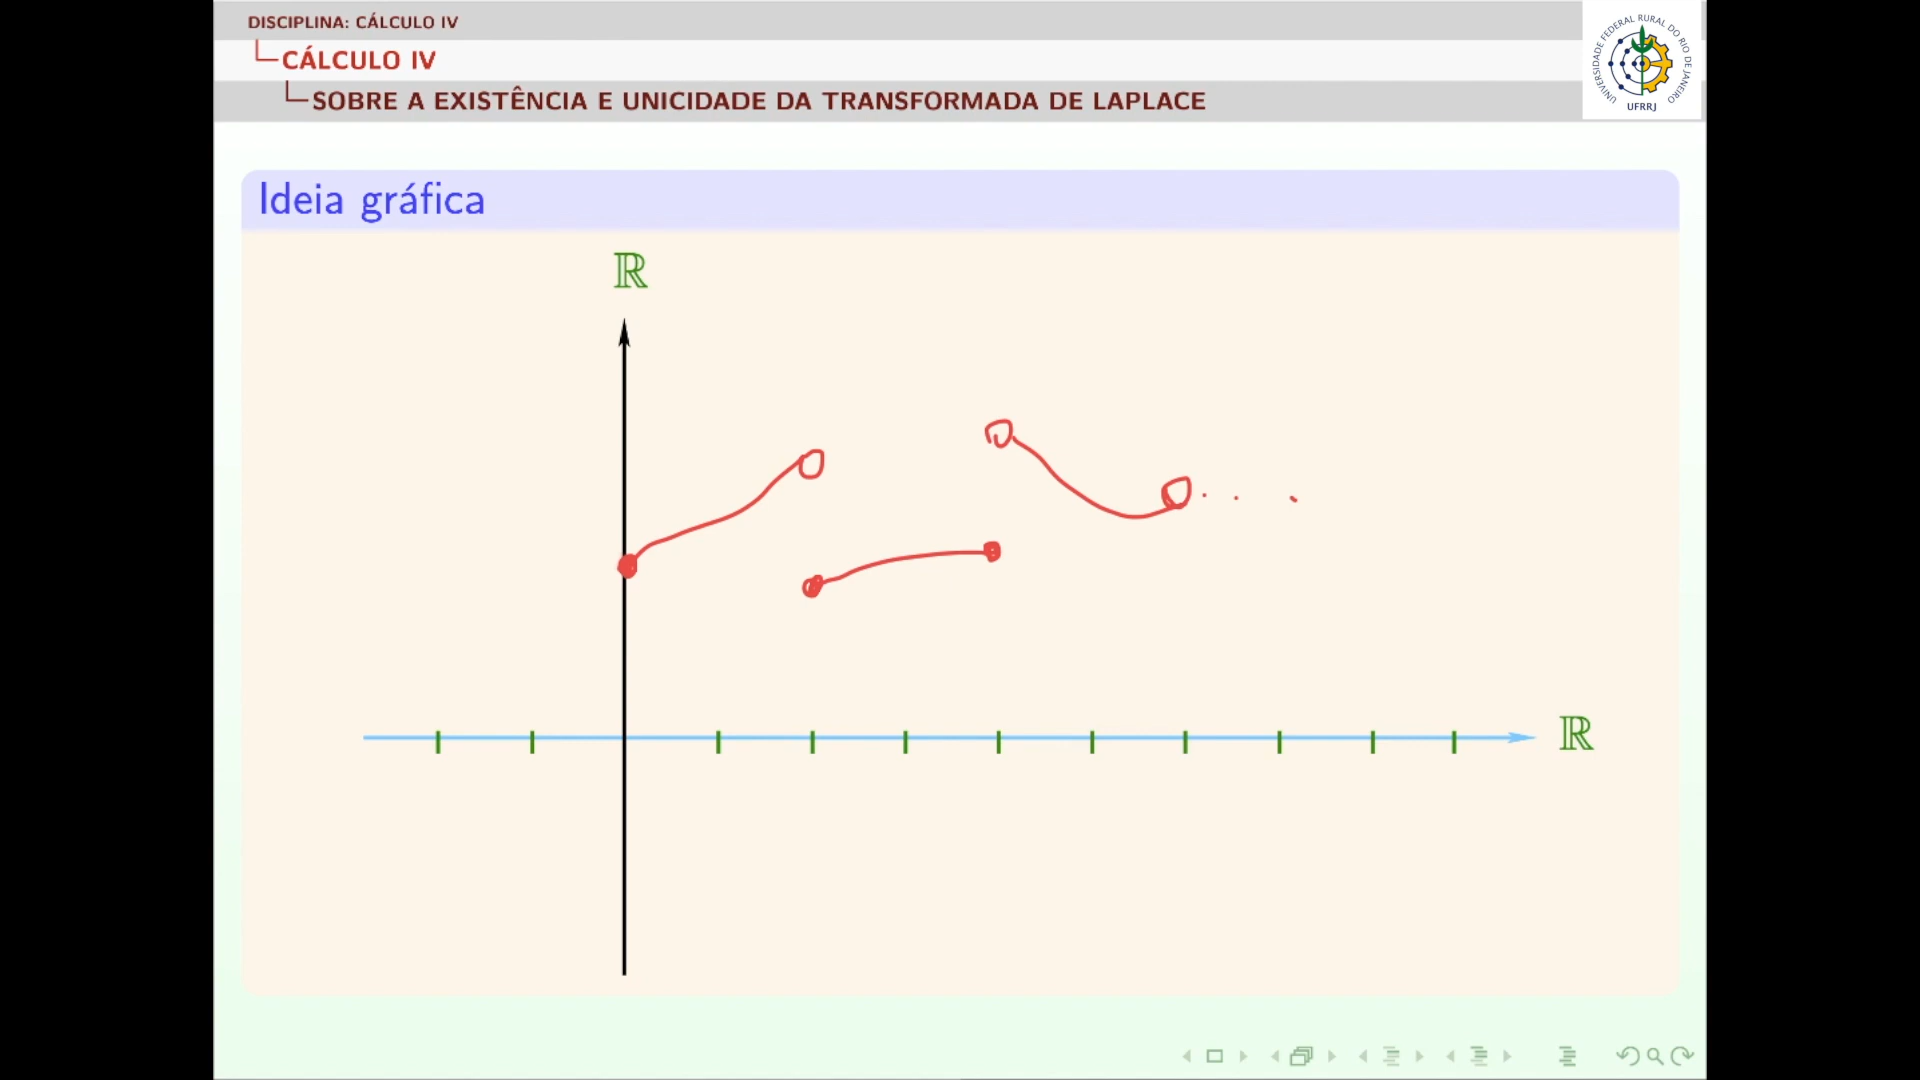 DISCIPLINA: CÁLCULO IV
CÁLCULO IV
SOBRE A EXISTÊNCIA E UNICIDADE DA TRANSFORMADA DE LAPLACE
UNIVERSIDADE FEDERAL RURAL DO RIO DE JANEIRO
UFRRJ
Ideia gráfica
ℝ
ℝ